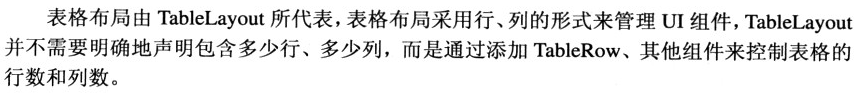 表格布局由 TableLayout 所代表，表格布局采用行、列的形式来管理 UI 组件，TableLayout
并不需要明确地声明包含多少行、多少列，而是通过添加 TableRow、其他组件来控制表格的
行数和列数。